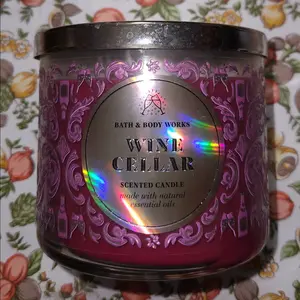 BATH & BODY WORKS
WINE
CELLAR
SCENTED CANDLE
made with natural
essential oils